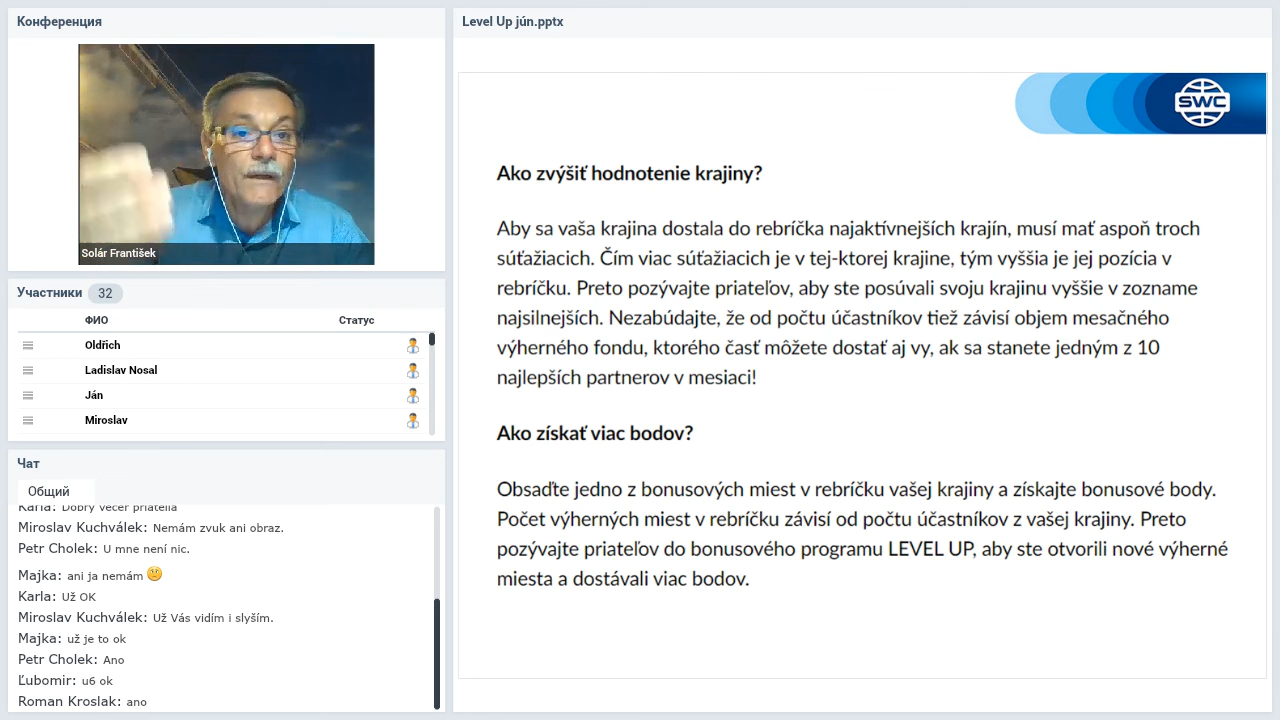 Конференция
Solár František
Участники 32
ФИО Статус
Oldřich
Ladislav Nosal
Ján
Miroslav
Чат
Общий
Karla: Dobrý večer priatelia
Miroslav Kuchválek: Nemám zvuk ani obraz.
Petr Cholek: U mne není nic.
Majka: ani ja nemám
Karla: Už OK
Miroslav Kuchválek: Už Vás vidím i slyším.
Majka: už je to ok
Petr Cholek: Ano
Ľubomir: u6 ok
Roman Kroslak: ano
Level Up jún.pptx
SWC
Ako zvýšiť hodnotenie krajiny?
Aby sa vaša krajina dostala do rebríčka najaktívnejších krajín, musí mať aspoň troch
súťažiacich. Čím viac súťažiacich je v tej-ktorej krajine, tým vyššia je jej pozícia v
rebríčku. Preto pozývajte priateľov, aby ste posúvali svoju krajinu vyššie v zozname
najsilnejších. Nezabúdajte, že od počtu účastníkov tiež závisí objem mesačného
výherného fondu, ktorého časť môžete dostať aj vy, ak sa stanete jedným z 10
najlepších partnerov v mesiaci!
Ako získať viac bodov?
Obsaďte jedno z bonusových miest v rebríčku vašej krajiny a získajte bonusové body.
Počet výherných miest v rebríčku závisí od počtu účastníkov z vašej krajiny. Preto
pozývajte priateľov do bonusového programu LEVEL UP, aby ste otvorili nové výherné
miesta a dostávali viac bodov.